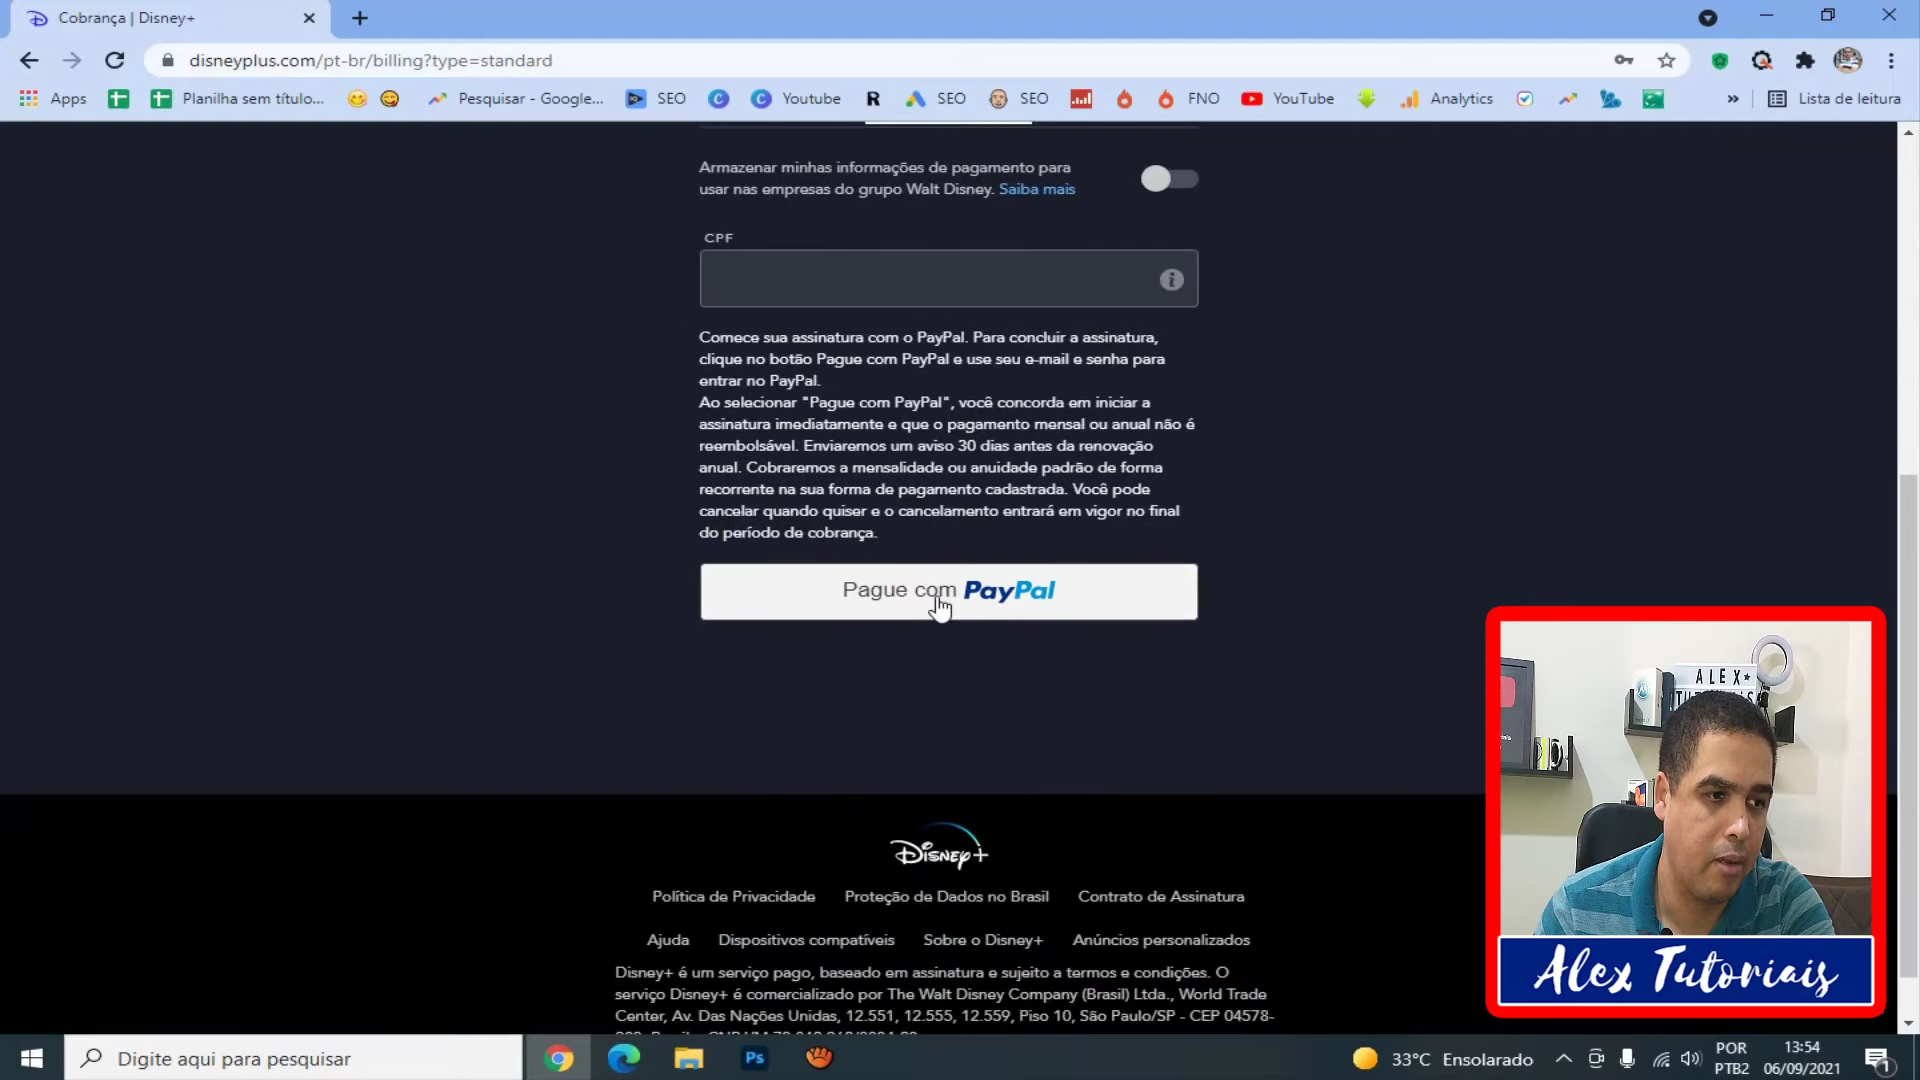 Cobrança | Disney+
disneyplus.com/pt-br/billing?type=standard
Apps
Planilha sem título...
Pesquisar - Google...
SEO
Youtube
R
SEO
SEO
FNO
YouTube
Analytics
»
Lista de leitura
Armazenar minhas informações de pagamento para
usar nas empresas do grupo Walt Disney. Saiba mais
CPF
Comece sua assinatura com o PayPal. Para concluir a assinatura,
clique no botão Pague com PayPal e use seu e-mail e senha para
entrar no PayPal.
Ao selecionar "Pague com PayPal", você concorda em iniciar a
assinatura imediatamente e que o pagamento mensal ou anual não é
reembolsável. Enviaremos um aviso 30 dias antes da renovação
anual. Cobraremos a mensalidade ou anuidade padrão de forma
recorrente na sua forma de pagamento cadastrada. Você pode
cancelar quando quiser e o cancelamento entrará em vigor no final
do período de cobrança.
Pague com PayPal
ALEX
Disney+
Política de Privacidade Proteção de Dados no Brasil Contrato de Assinatura
Ajuda Dispositivos compatíveis Sobre o Disney+ Anúncios personalizados
Disney+ é um serviço pago, baseado em assinatura e sujeito a termos e condições. O
serviço Disney+ é comercializado por The Walt Disney Company (Brasil) Ltda., World Trade
Center, Av. Das Nações Unidas, 12.551, 12.555, 12.559, Piso 10, São Paulo/SP - CEP 04578-
Alex Tutoriais
Digite aqui para pesquisar
Ps
33°C Ensolarado
POR
PTB2
13:54
06/09/2021
1